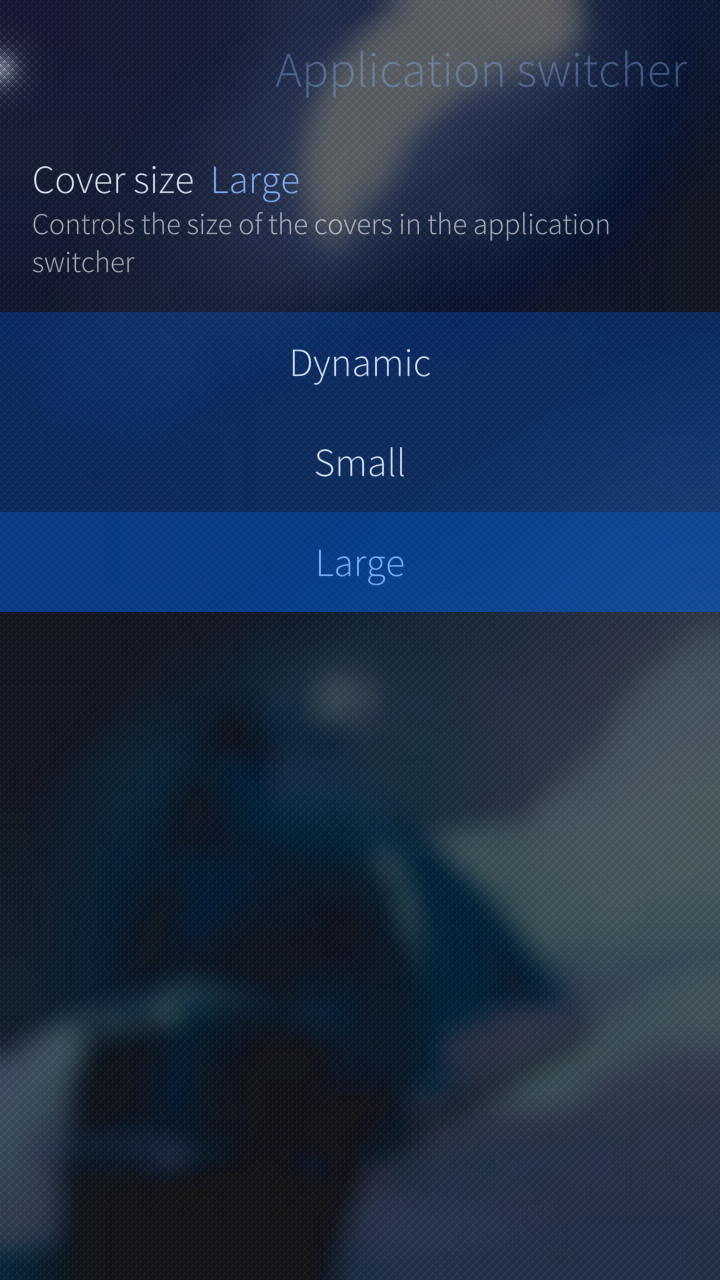 Application switcher
Cover size Large
Controls the size of the covers in the application
switcher
Dynamic
Small
Large